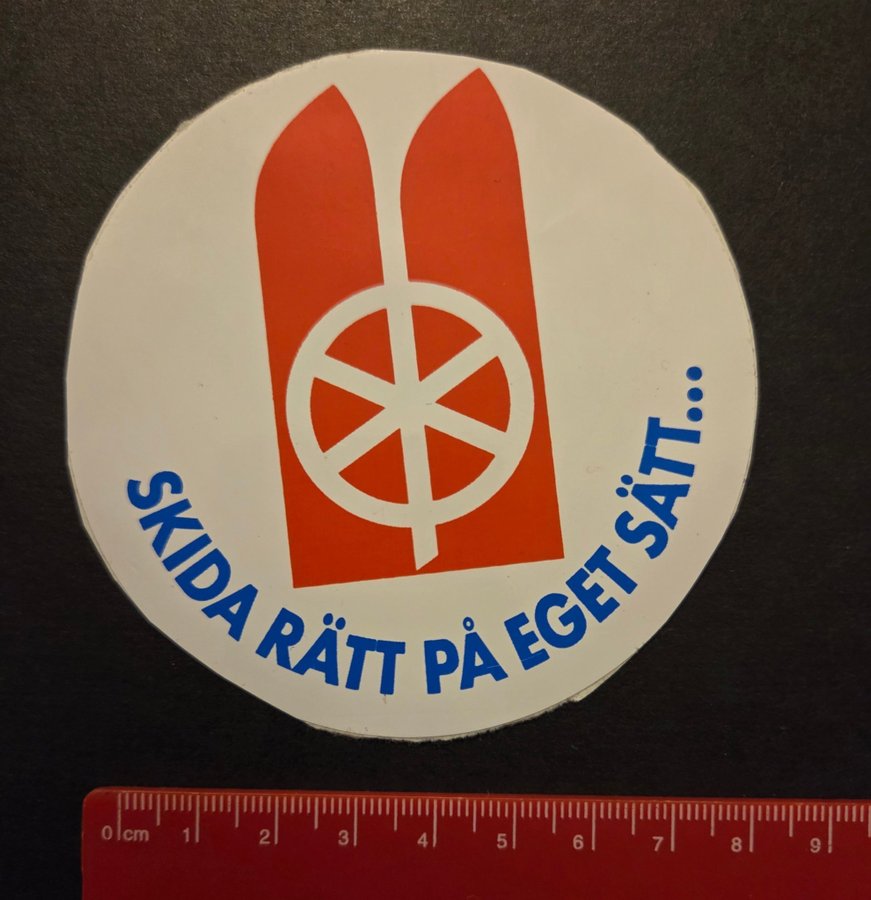 SKIDA RÄTT PÅ EGET SÄTT...
0 cm 1 2 3 4 5 6 7 8 9